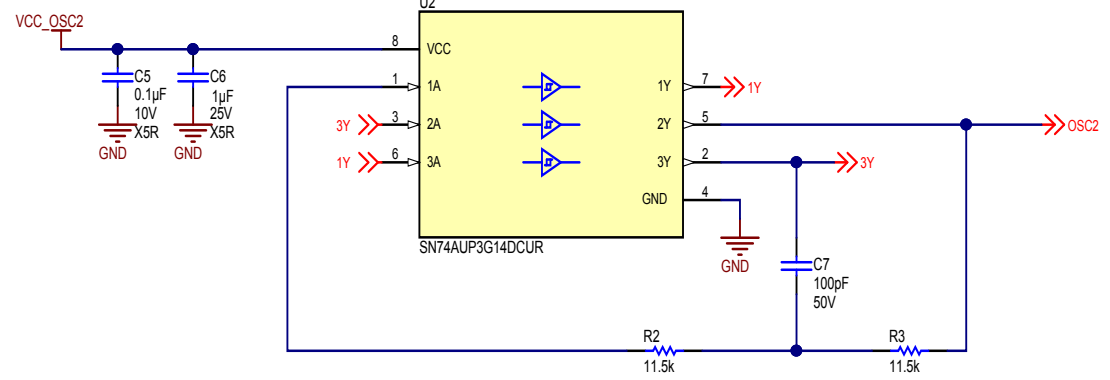 U2
VCC_OSC2
8
VCC
C5
0.1µF
10V
X5R
GND
C6
1µF
25V
X5R
GND
1
1A
1Y
7
1Y
3Y
3
2A
2Y
5
OSC2
1Y
6
3A
3Y
2
3Y
GND
4
SN74AUP3G14DCUR
GND
C7
100pF
50V
R2
11.5k
R3
11.5k